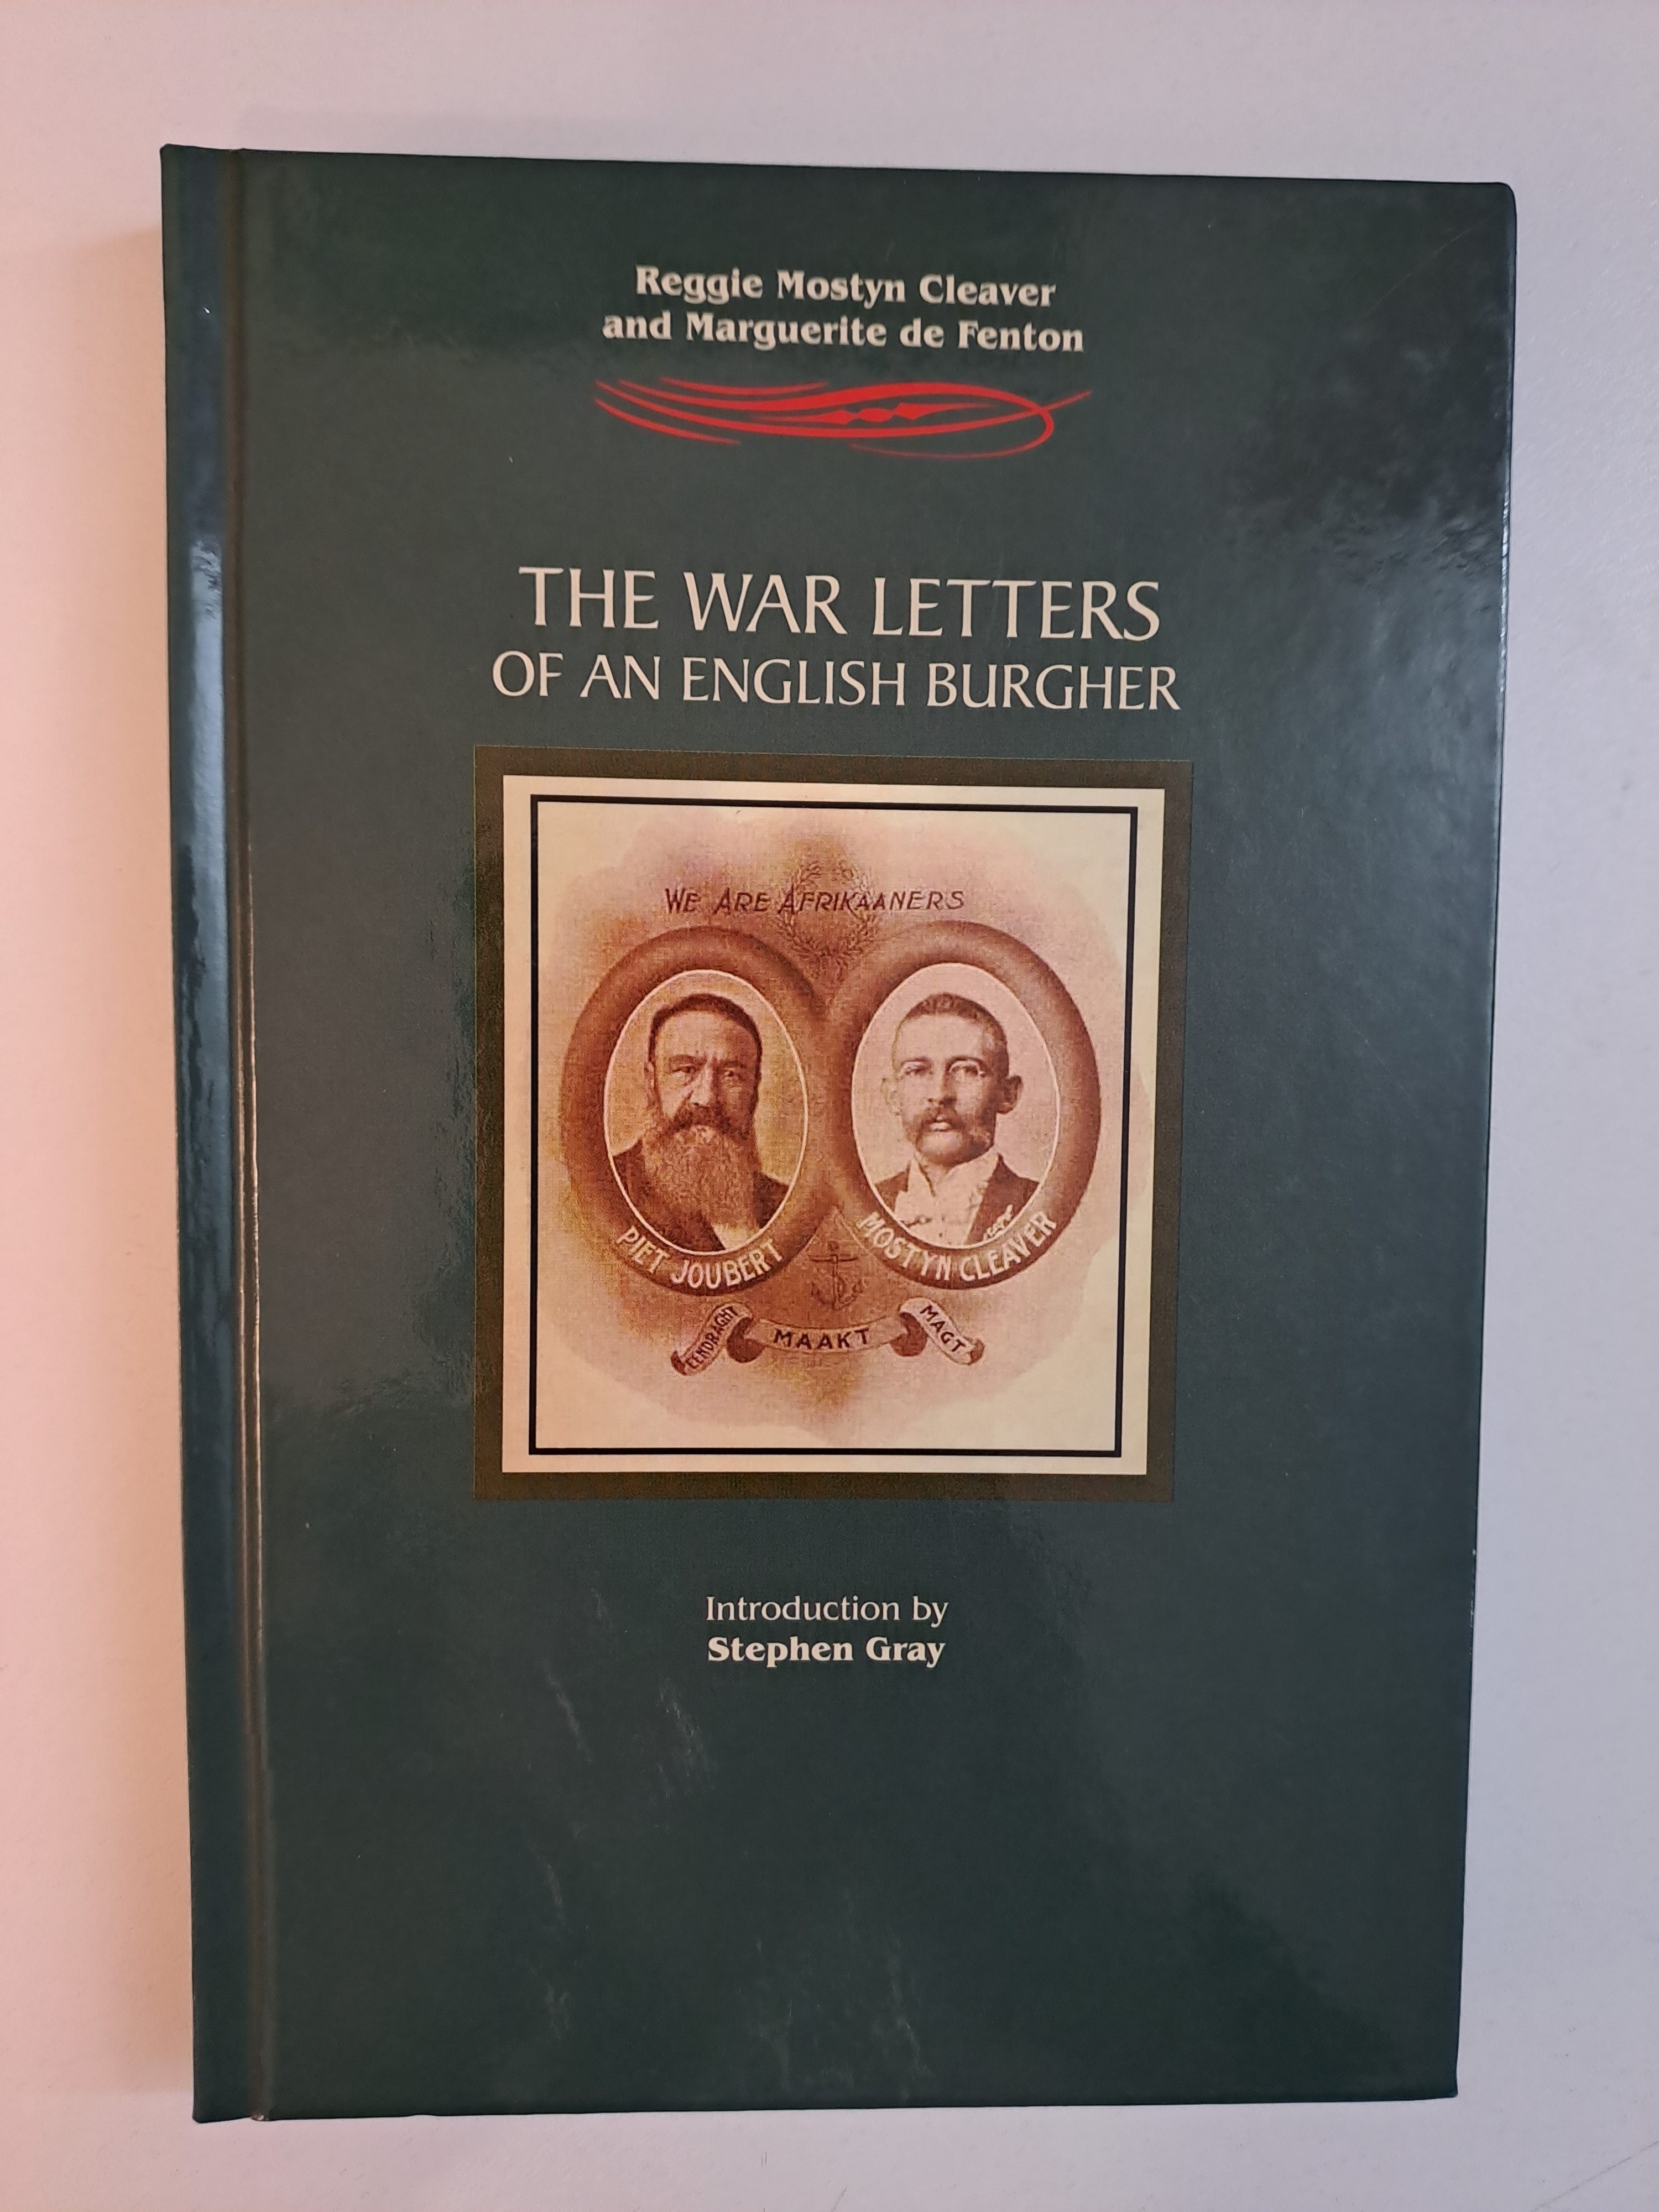 Reggie Mostyn Cleaver
and Marguerite de Fenton
THE WAR LETTERS
OF AN ENGLISH BURGHER
WE ARE AFRIKAANERS
PIET JOUBERT
MOSTYN CLEAVER
EENDRAGHT MAAKT MAGT
Introduction by
Stephen Gray